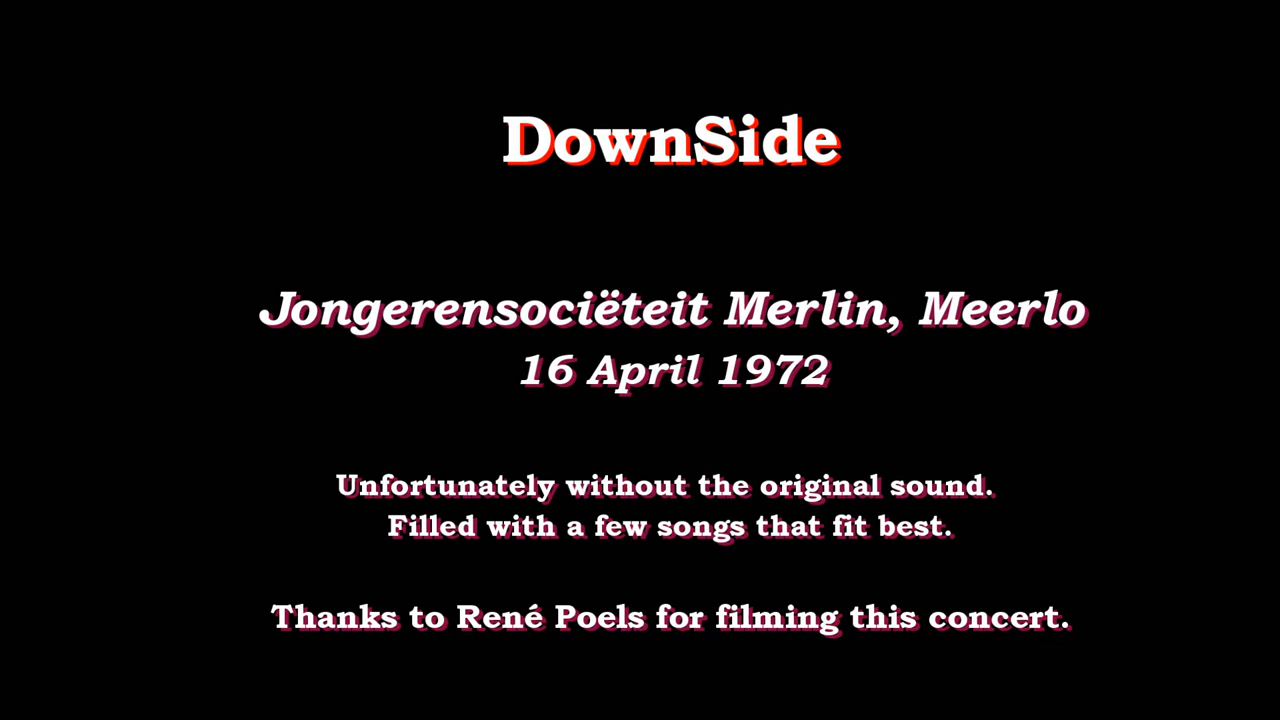 DownSide
Jongerensociëteit Merlin, Meerlo
16 April 1972
Unfortunately without the original sound.
Filled with a few songs that fit best.
Thanks to René Poels for filming this concert.